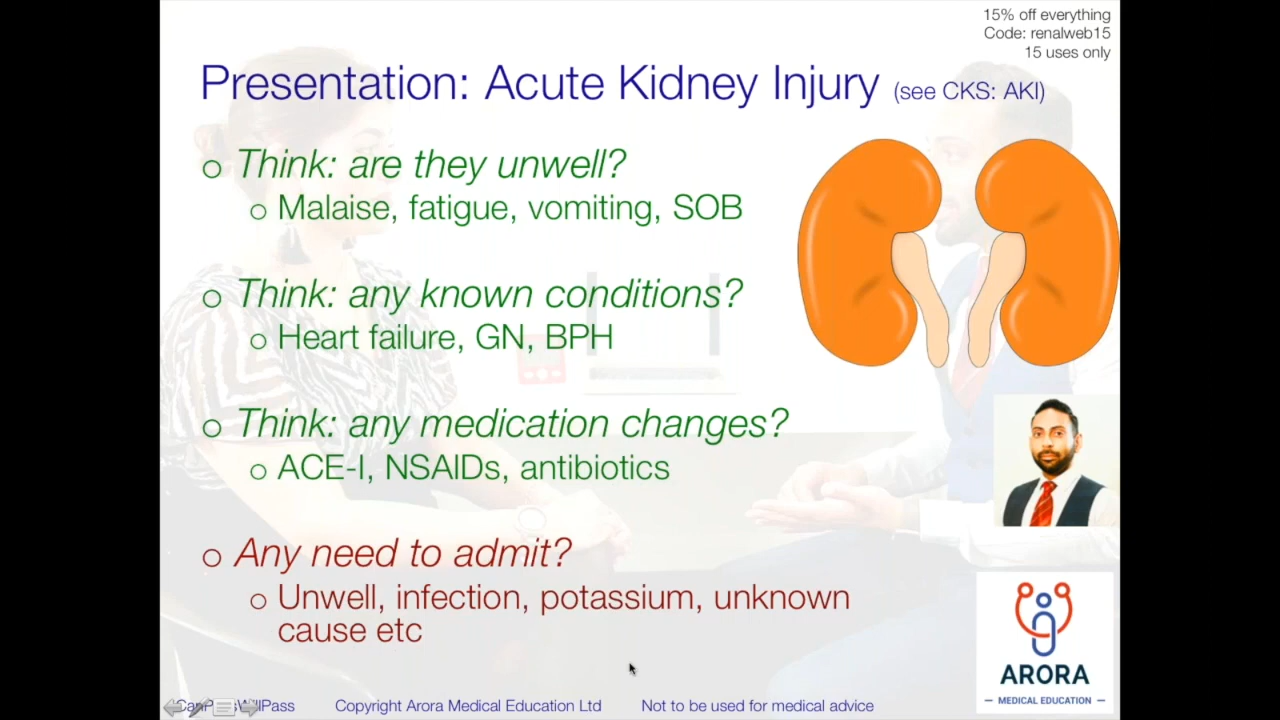 15% off everything
Code: renalweb15
15 uses only
Presentation: Acute Kidney Injury (see CKS: AKI)
o Think: are they unwell?
o Malaise, fatigue, vomiting, SOB
o Think: any known conditions?
o Heart failure, GN, BPH
o Think: any medication changes?
o ACE-I, NSAIDs, antibiotics
o Any need to admit?
o Unwell, infection, potassium, unknown
cause etc
ARORA
MEDICAL EDUCATION
Copyright Arora Medical Education Ltd Not to be used for medical advice